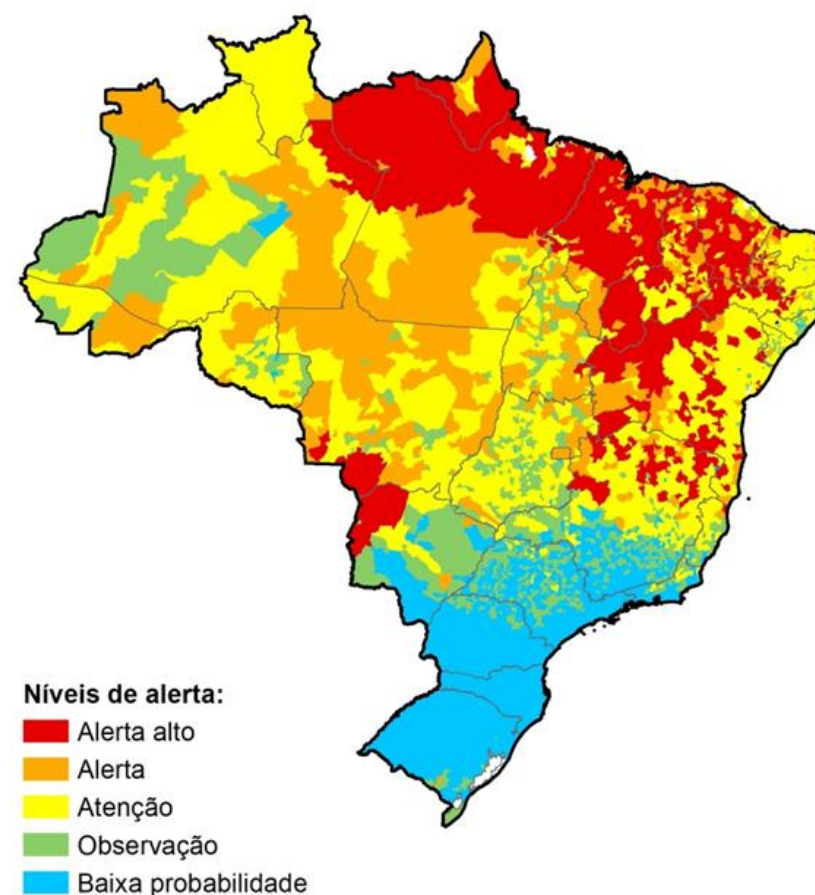 Níveis de alerta:
Alerta alto
Alerta
Atenção
Observação
Baixa probabilidade